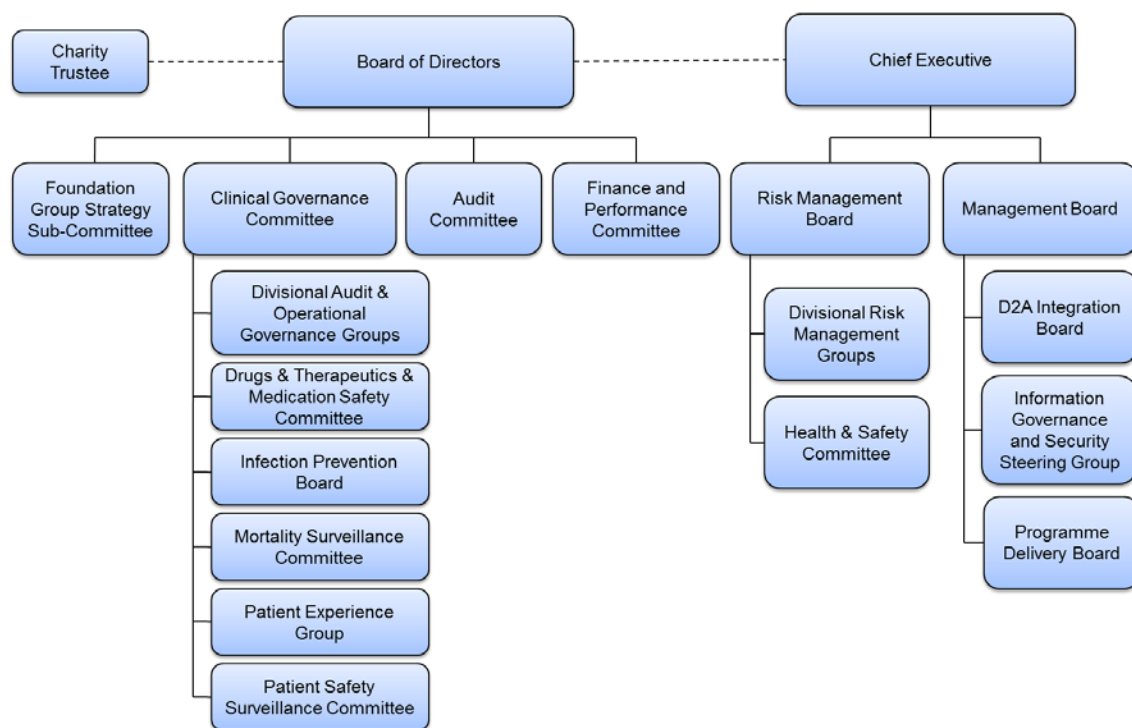 Charity
Trustee
Board of Directors
Chief Executive
Foundation
Group Strategy
Sub-Committee
Clinical Governance
Committee
Audit
Committee
Finance and
Performance
Committee
Risk Management
Board
Management Board
Divisional Audit &
Operational
Governance Groups
Drugs & Therapeutics &
Medication Safety
Committee
Infection Prevention
Board
Mortality Surveillance
Committee
Patient Experience
Group
Patient Safety
Surveillance Committee
Divisional Risk
Management
Groups
Health & Safety
Committee
D2A Integration
Board
Information
Governance
and Security
Steering Group
Programme
Delivery Board